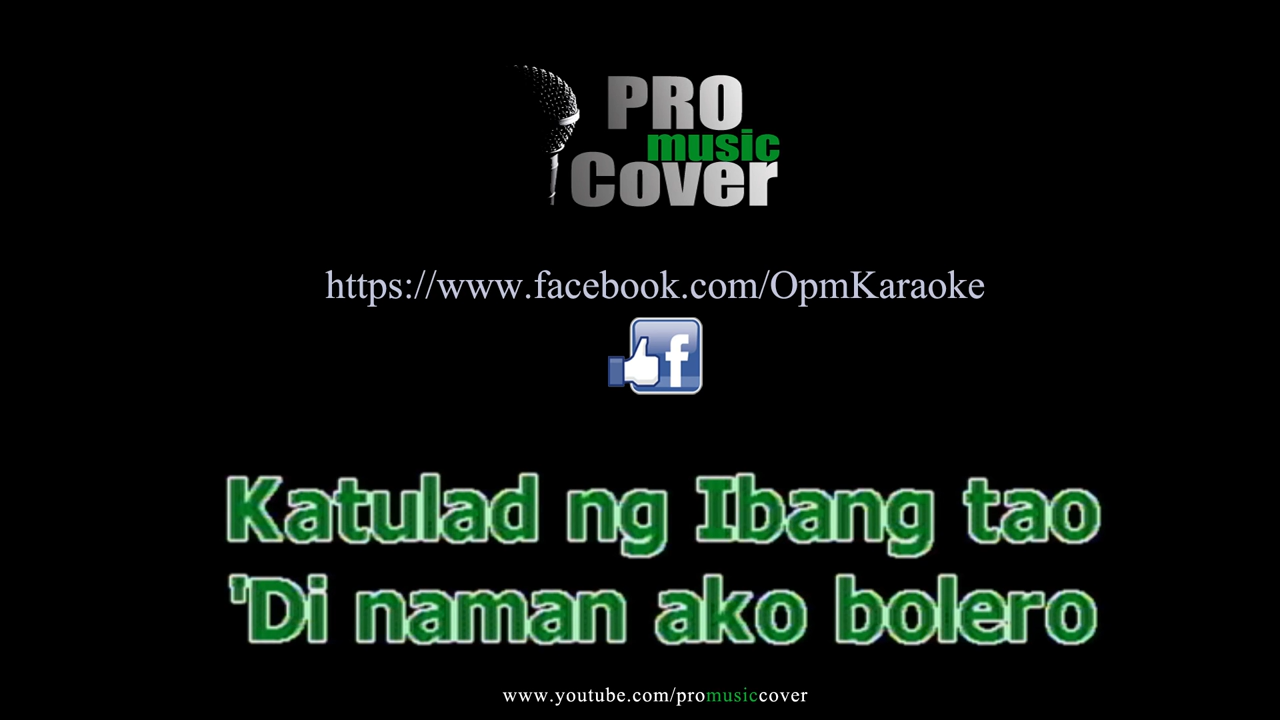 PRO
music
Cover
https://www.facebook.com/OpmKaraoke
f
Katulad ng Ibang tao
'Di naman ako bolero
www.youtube.com/promusiccover